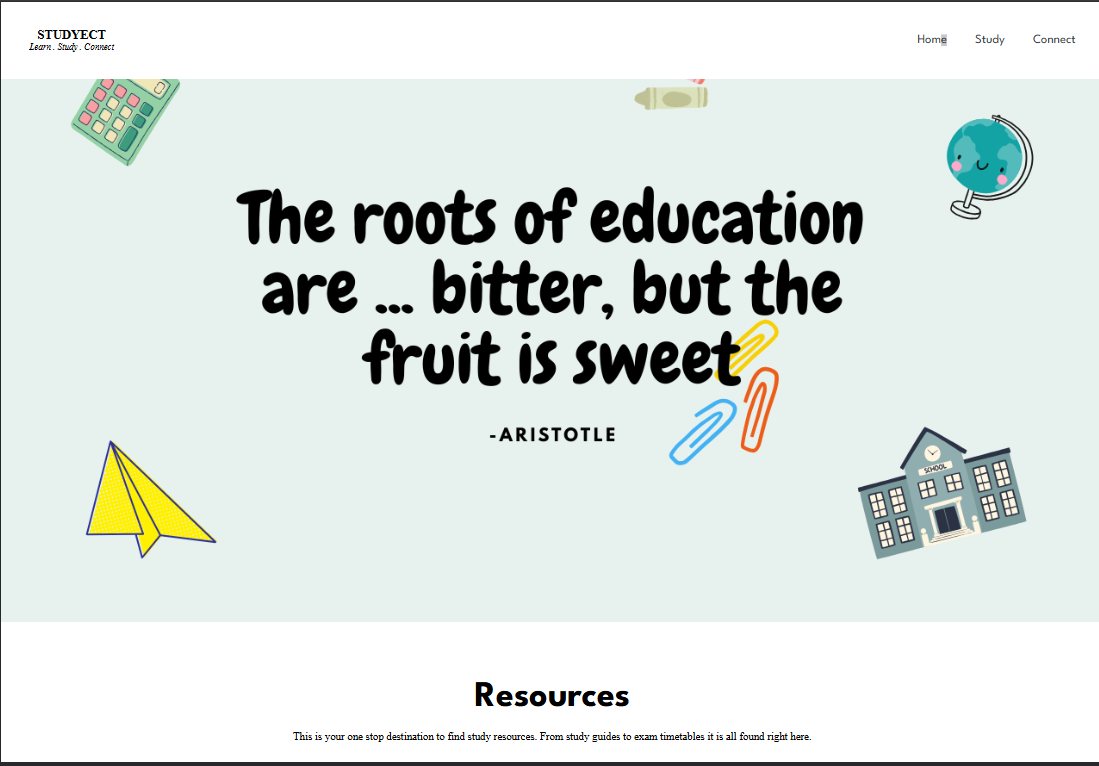 STUDYECT
Learn . Study . Connect
Home Study Connect
The roots of education
are ... bitter, but the
fruit is sweet
-ARISTOTLE
SCHOOL
Resources
This is your one stop destination to find study resources. From study guides to exam timetables it is all found right here.